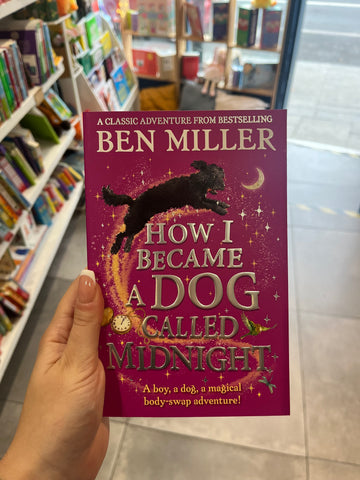 A CLASSIC ADVENTURE FROM BESTSELLING
BEN MILLER
HOW I
BECAME
A DOG
CALLED
MIDNIGHT
A boy, a dog, a magical
body-swap adventure!